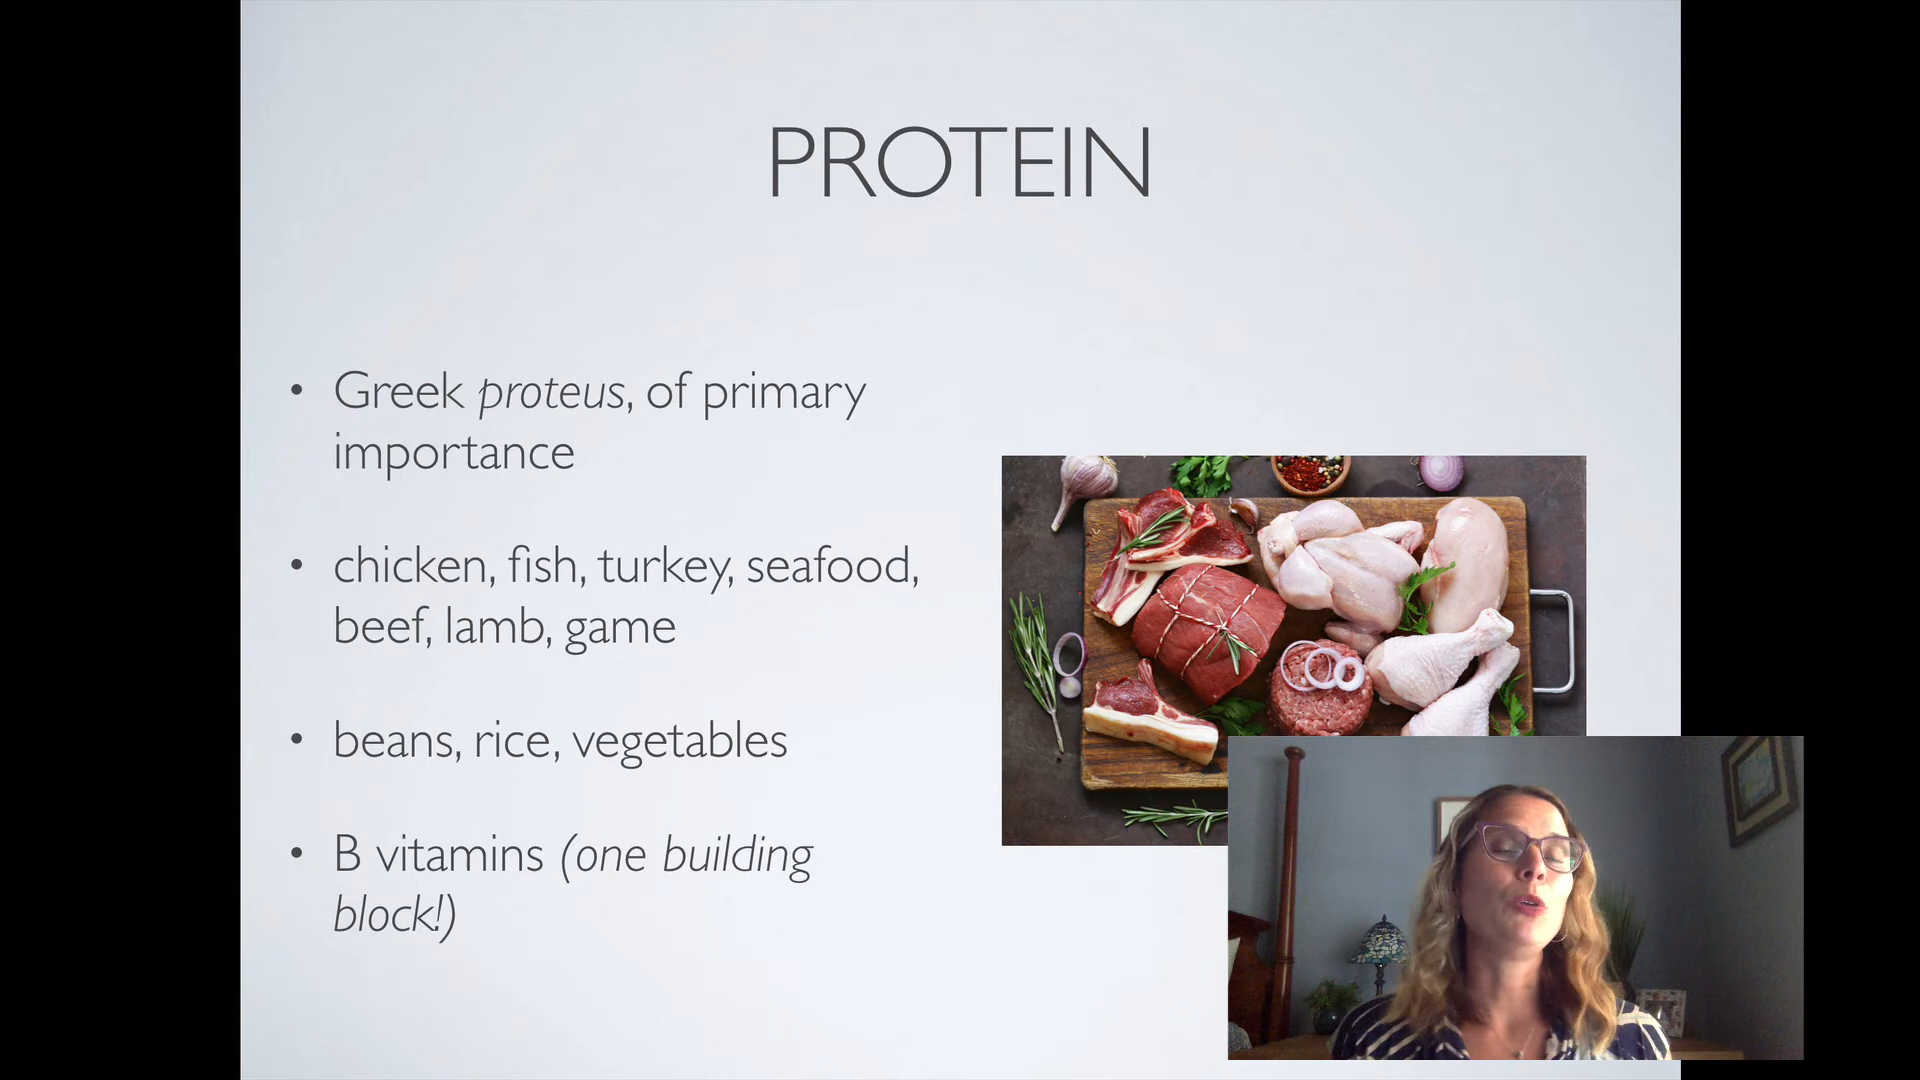 PROTEIN
• Greek proteus, of primary
importance
• chicken, fish, turkey, seafood,
beef, lamb, game
• beans, rice, vegetables
• B vitamins (one building
block!)